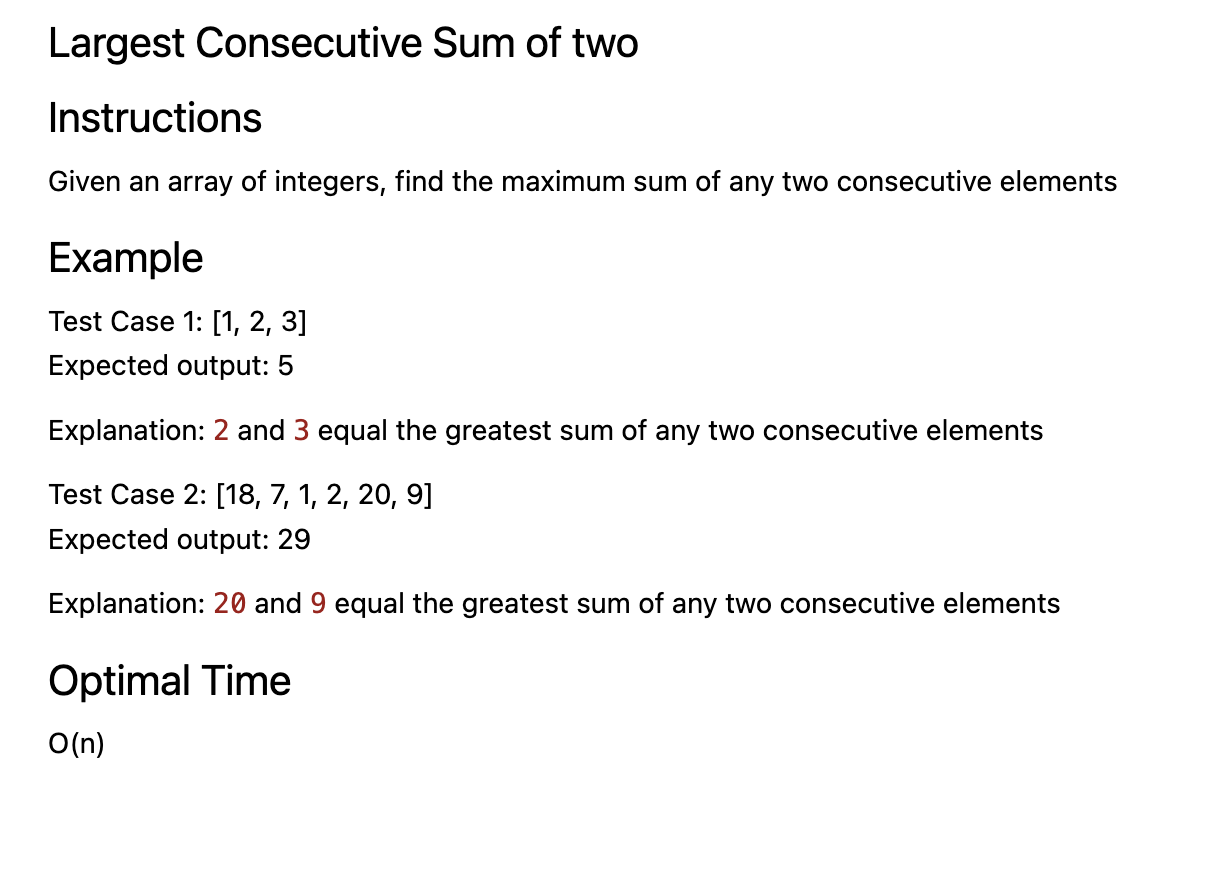 Largest Consecutive Sum of two
Instructions
Given an array of integers, find the maximum sum of any two consecutive elements
Example
Test Case 1: [1, 2, 3]
Expected output: 5
Explanation: 2 and 3 equal the greatest sum of any two consecutive elements
Test Case 2: [18, 7, 1, 2, 20, 9]
Expected output: 29
Explanation: 20 and 9 equal the greatest sum of any two consecutive elements
Optimal Time
O(n)